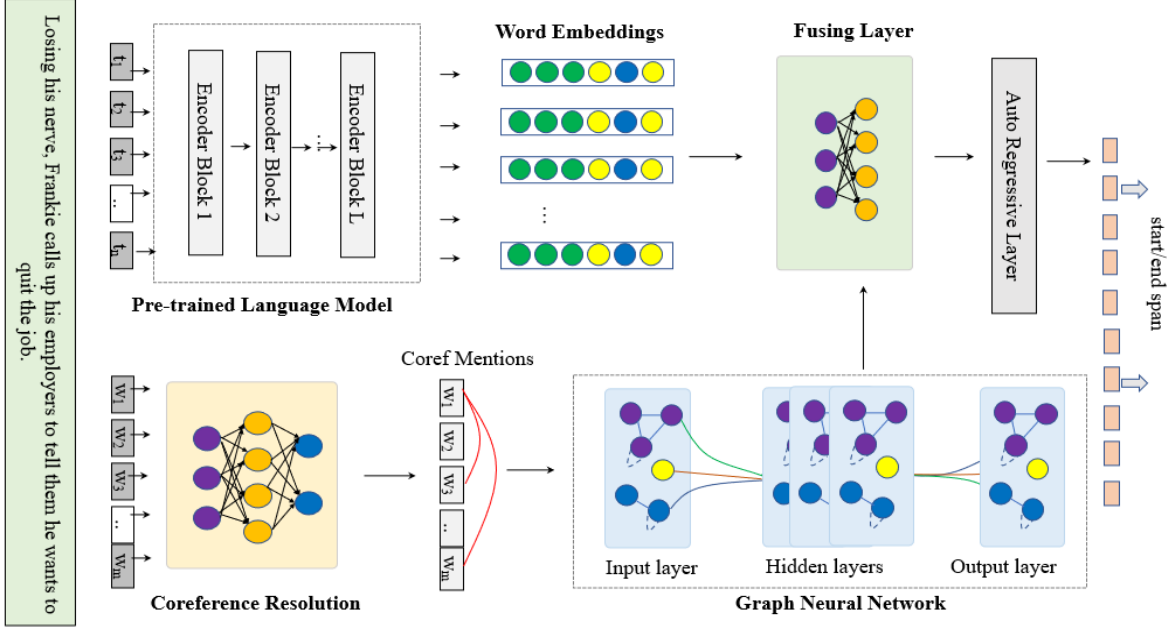 Losing his nerve, Frankie calls up his employers to tell them he wants to
quit the job.
t1
t2
t3
..
tn
Encoder Block 1
Encoder Block 2
...
Encoder Block L
Pre-trained Language Model
Word Embeddings
...
Fusing Layer
Auto Regressive Layer
start/end span
w1
w2
w3
..
wm
Coreference Resolution
Coref Mentions
w1
w2
w3
..
wm
Input layer
Hidden layers
Output layer
Graph Neural Network